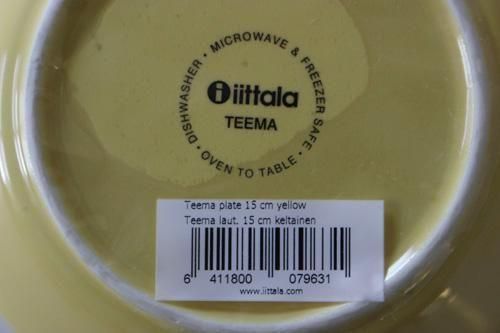 DISHWASHER • MICROWAVE & FREEZER SAFE • OVEN TO TABLE •
iittala
TEEMA
Teema plate 15 cm yellow
Teema laut. 15 cm keltainen
6 411800 079631
www.iittala.com